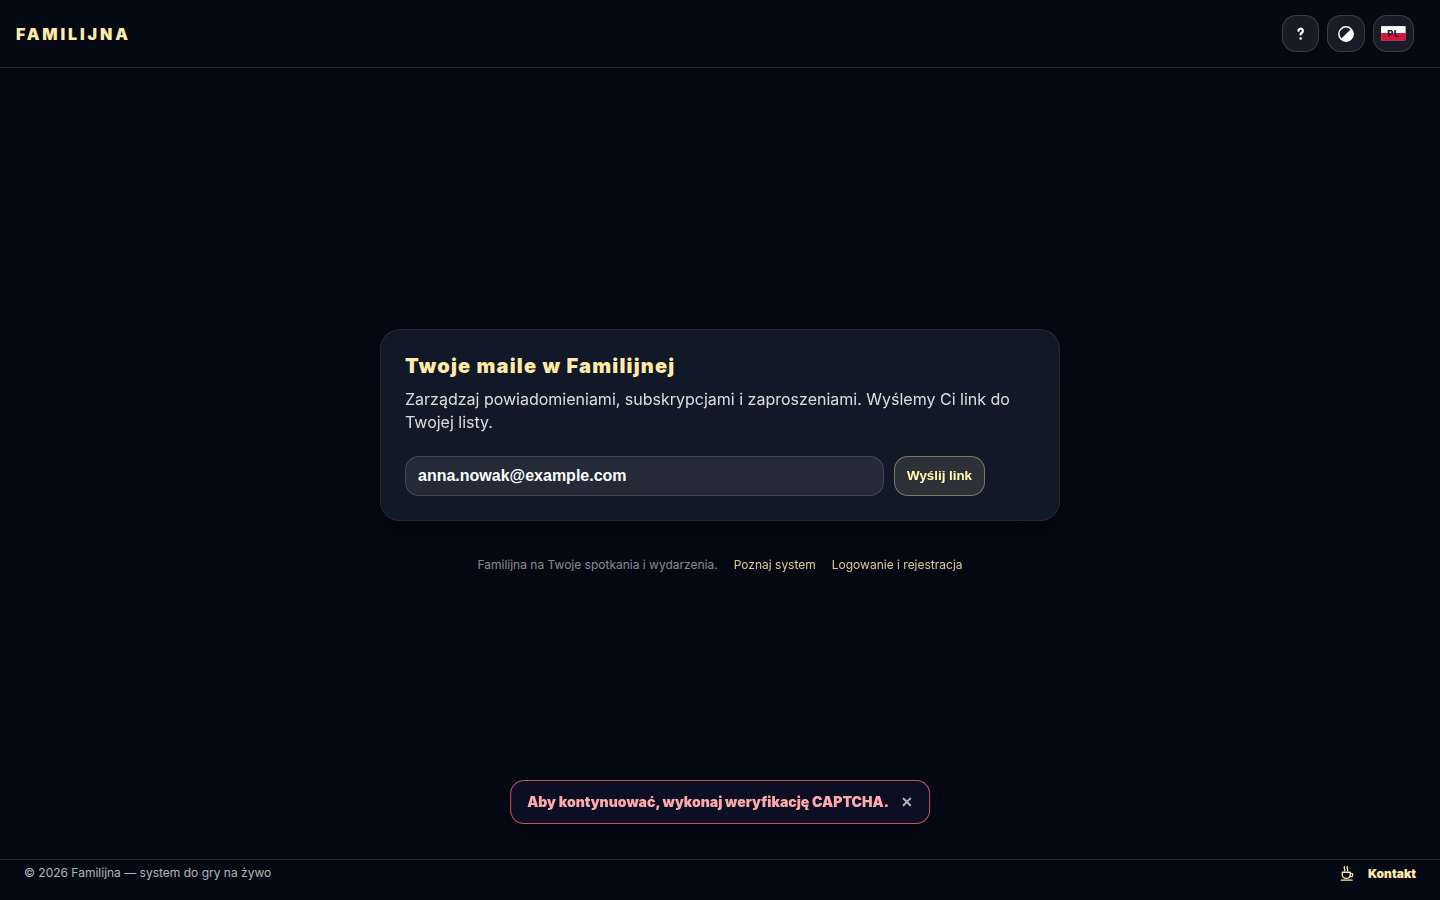 FAMILIJNA
?
PL
Twoje maile w Familijnej
Zarządzaj powiadomieniami, subskrypcjami i zaproszeniami. Wyślemy Ci link do
Twojej listy.
anna.nowak@example.com
Wyślij link
Familijna na Twoje spotkania i wydarzenia. Poznaj system Logowanie i rejestracja
Aby kontynuować, wykonaj weryfikację CAPTCHA. ✕
© 2026 Familijna — system do gry na żywo
Kontakt